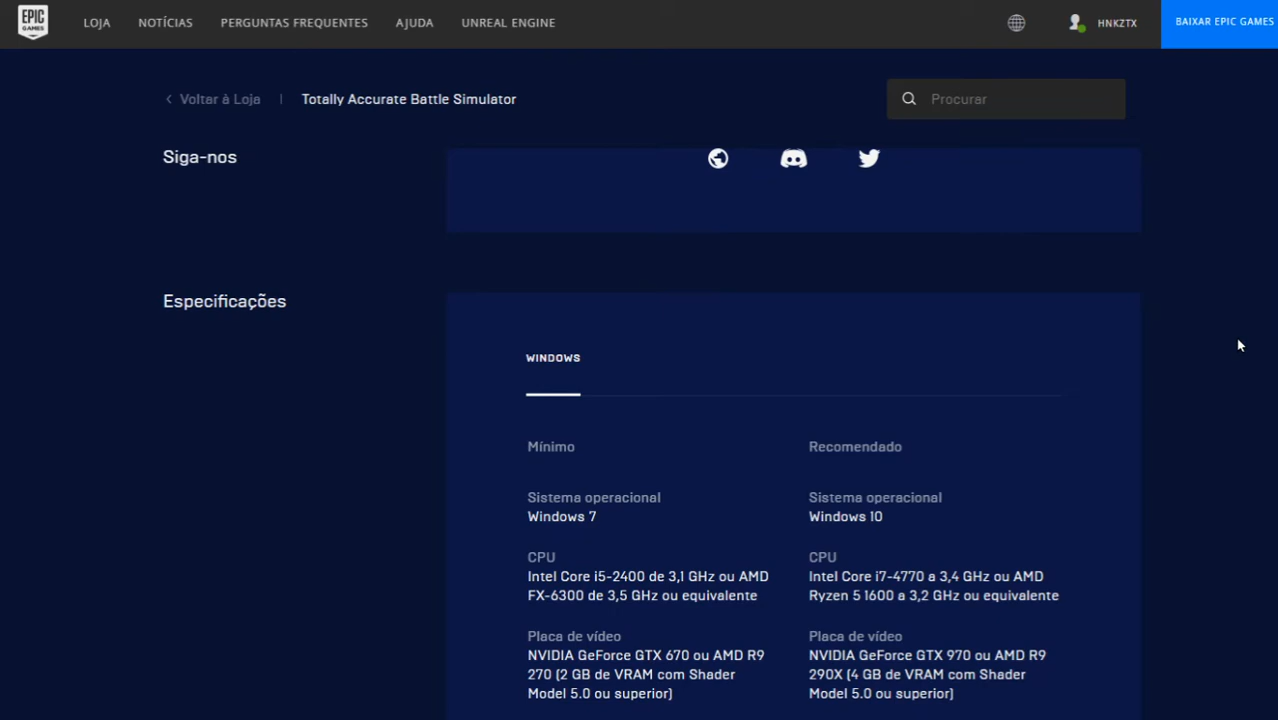 EPIC
GAMES
LOJA
NOTÍCIAS
PERGUNTAS FREQUENTES
AJUDA
UNREAL ENGINE
HNKZTX
BAIXAR EPIC GAMES
Voltar à Loja
Totally Accurate Battle Simulator
Procurar
Siga-nos
Especificações
WINDOWS
Mínimo
Recomendado
Sistema operacional
Windows 7
Sistema operacional
Windows 10
CPU
Intel Core i5-2400 de 3,1 GHz ou AMD
FX-6300 de 3,5 GHz ou equivalente
CPU
Intel Core i7-4770 a 3,4 GHz ou AMD
Ryzen 5 1600 a 3,2 GHz ou equivalente
Placa de vídeo
NVIDIA GeForce GTX 670 ou AMD R9
270 (2 GB de VRAM com Shader
Model 5.0 ou superior)
Placa de vídeo
NVIDIA GeForce GTX 970 ou AMD R9
290X (4 GB de VRAM com Shader
Model 5.0 ou superior)